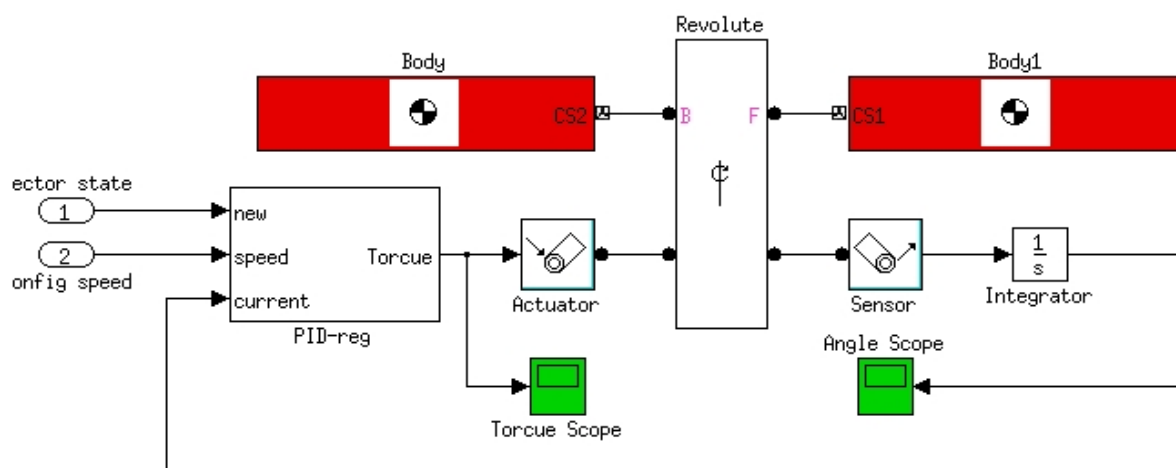 Revolute
Body
Body1
CS2
B
F
CS1
ector state
1
new
2
speed
Torcue
onfig speed
current
PID-reg
Actuator
Sensor
1
s
Integrator
Torcue Scope
Angle Scope